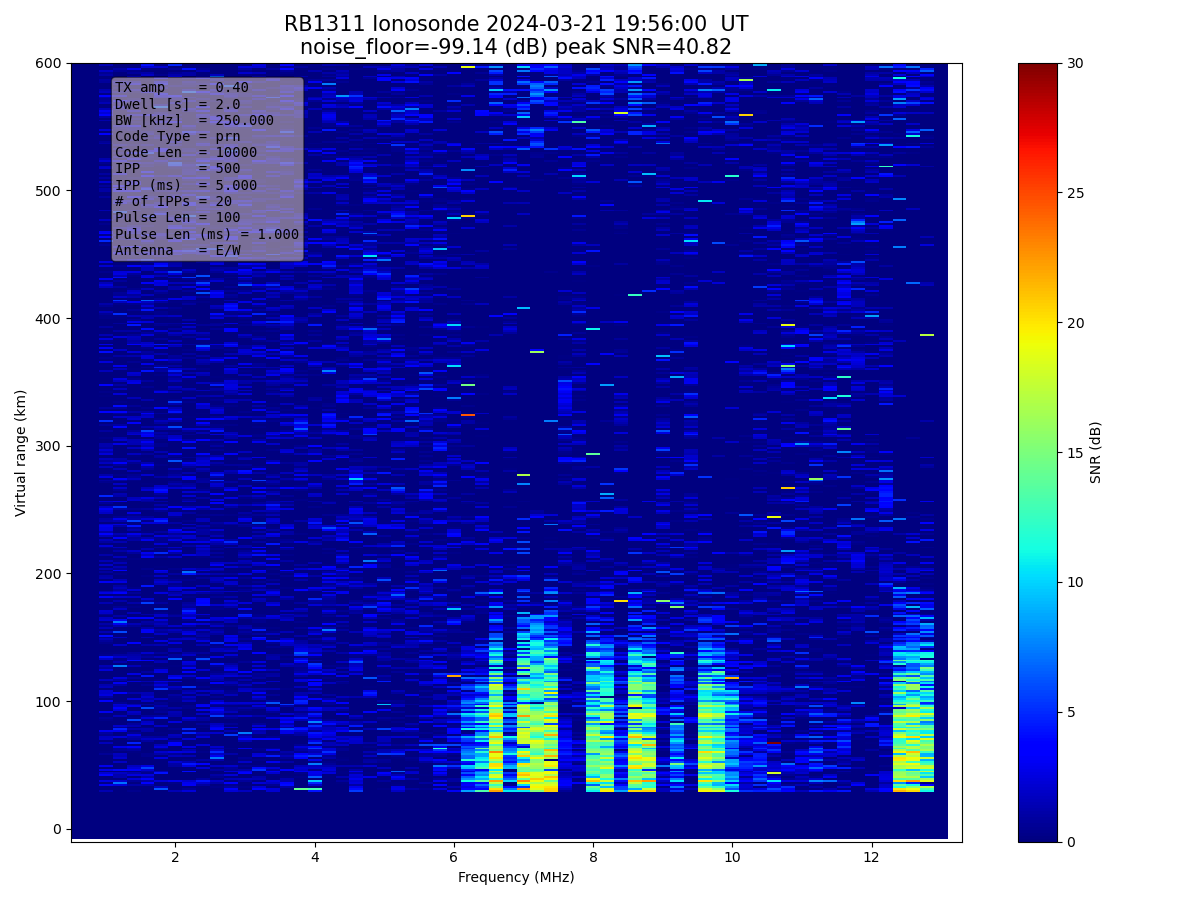 RB1311 Ionosonde 2024-03-21 19:56:00  UT
noise_floor=-99.14 (dB) peak SNR=40.82
TX amp    = 0.40
Dwell [s] = 2.0
BW [kHz]  = 250.000
Code Type = prn
Code Len  = 10000
IPP       = 500
IPP (ms)  = 5.000
# of IPPs = 20
Pulse Len = 100
Pulse Len (ms) = 1.000
Antenna   = E/W
600
500
400
300
200
100
0
Virtual range (km)
2 4 6 8 10 12
Frequency (MHz)
30
25
20
15
10
5
0
SNR (dB)